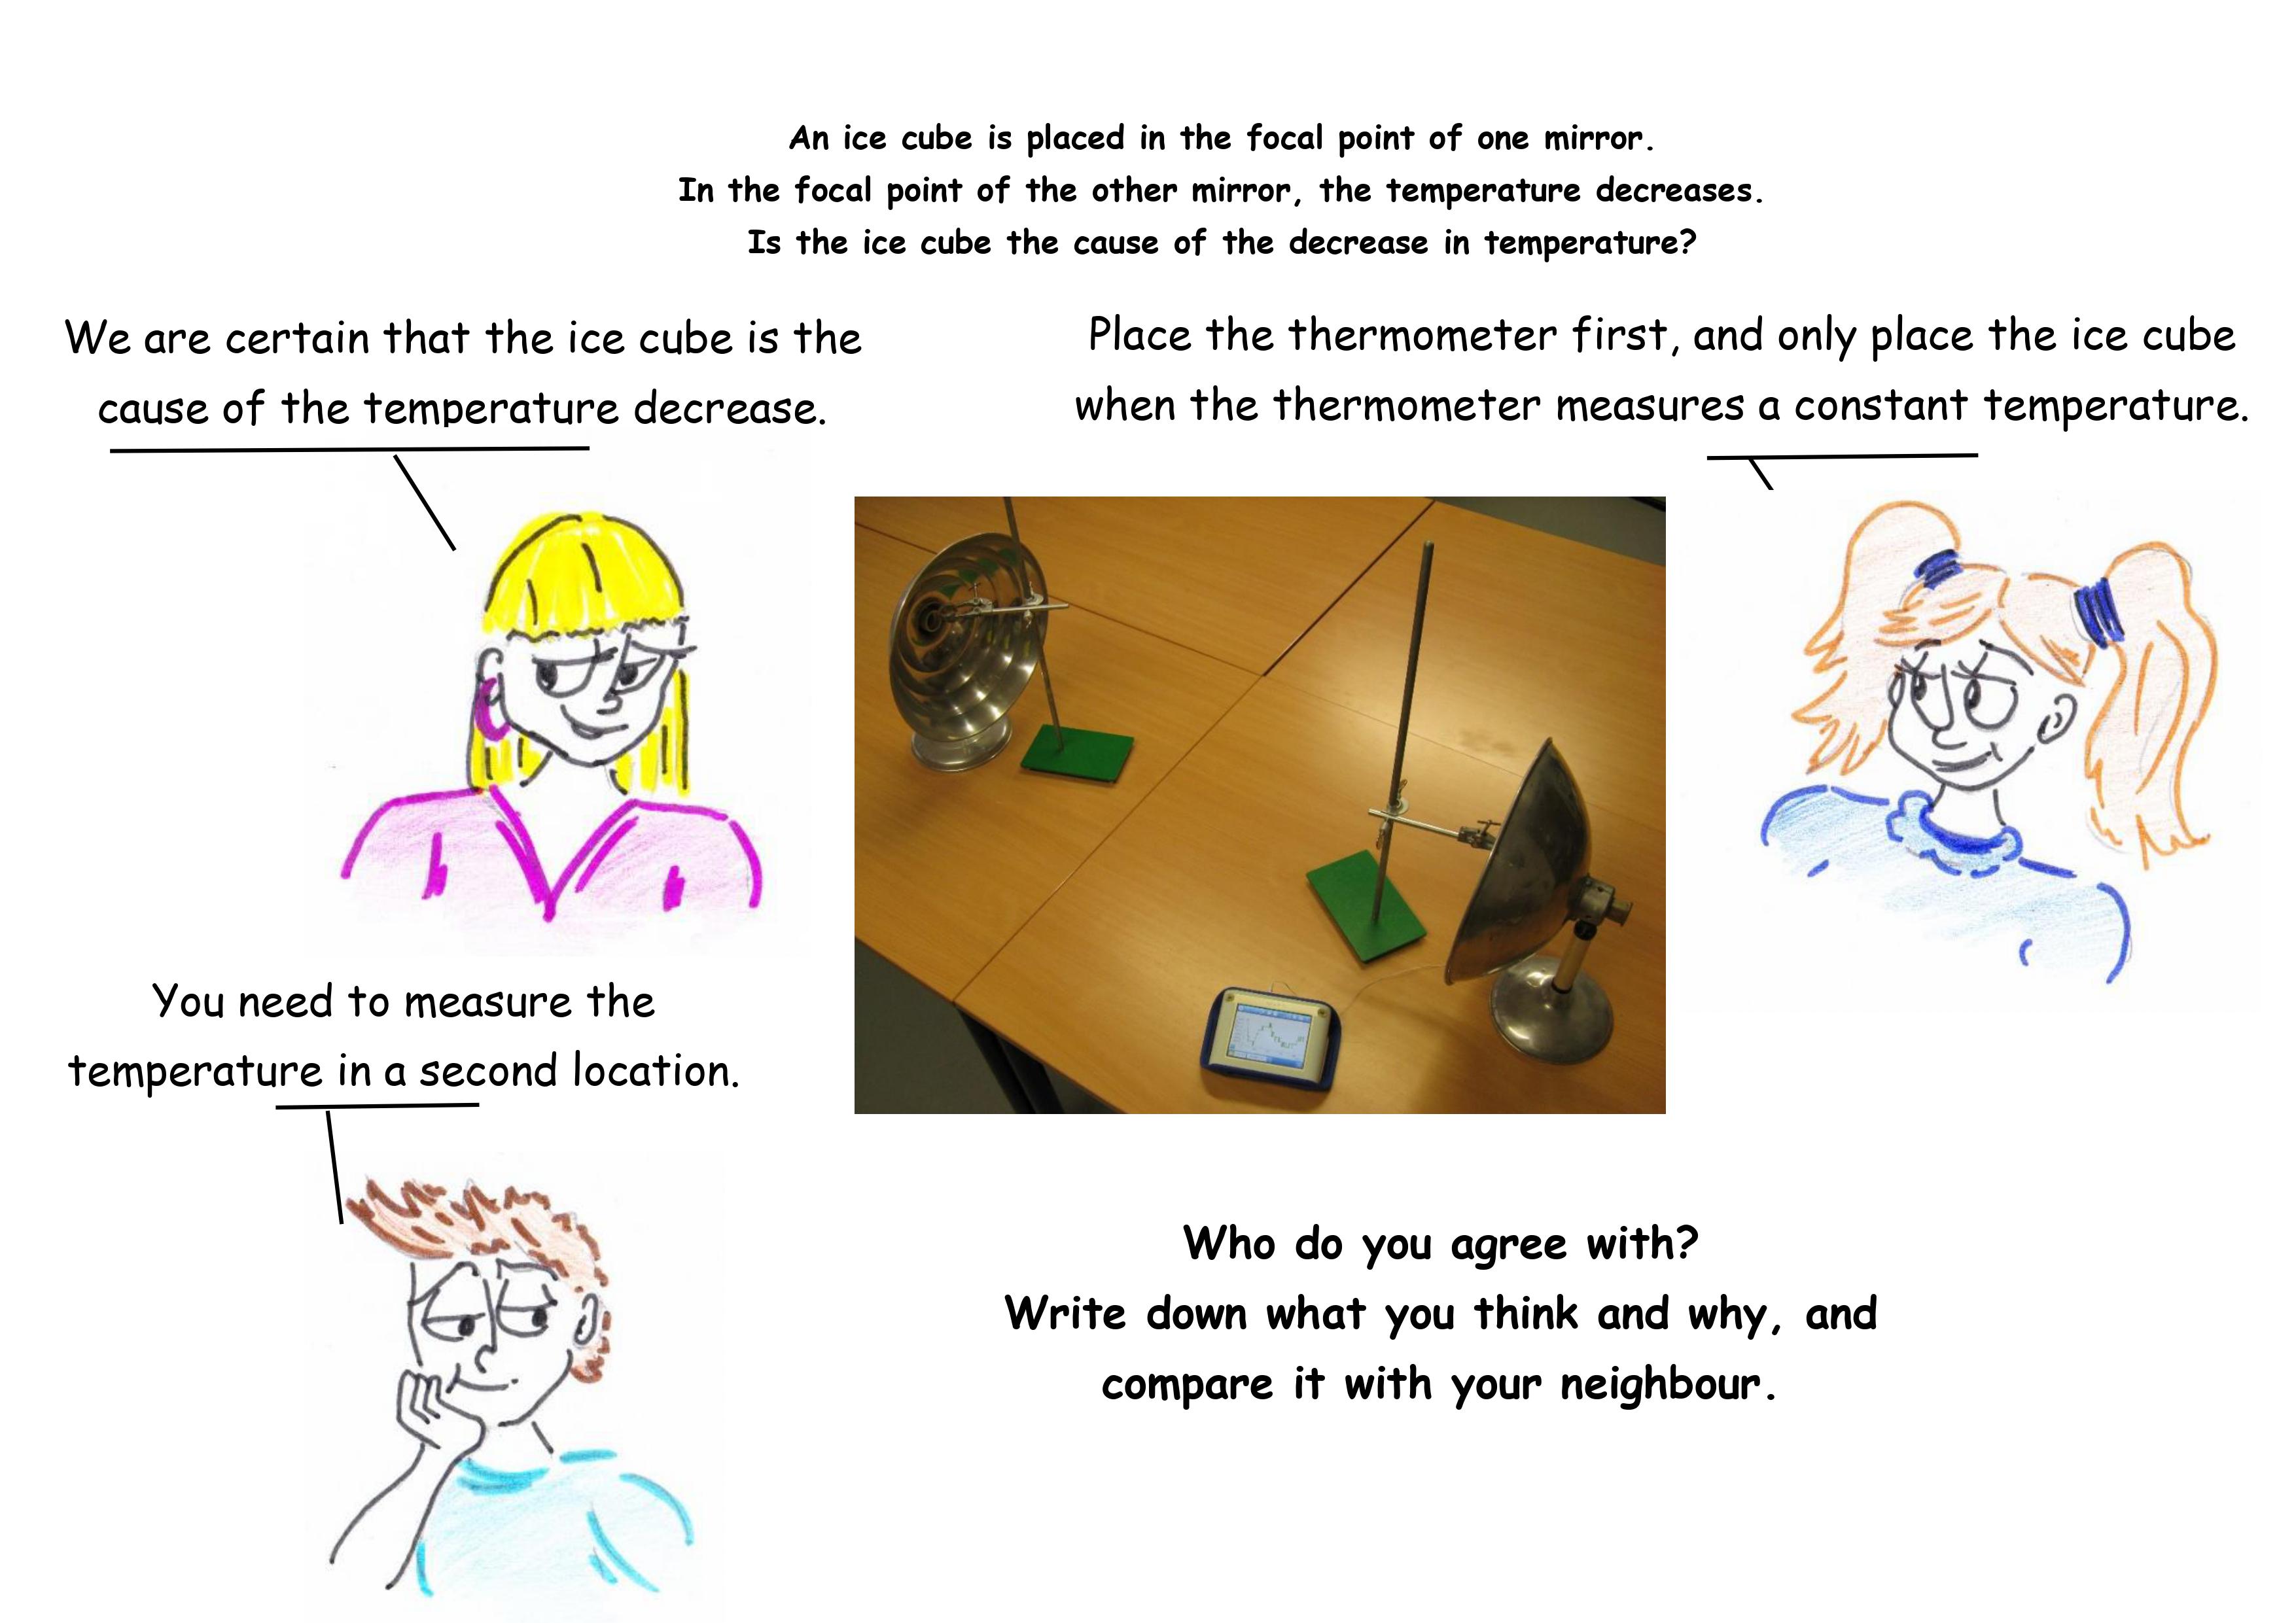 An ice cube is placed in the focal point of one mirror.
In the focal point of the other mirror, the temperature decreases.
Is the ice cube the cause of the decrease in temperature?
We are certain that the ice cube is the
cause of the temperature decrease.
Place the thermometer first, and only place the ice cube
when the thermometer measures a constant temperature.
You need to measure the
temperature in a second location.
Who do you agree with?
Write down what you think and why, and
compare it with your neighbour.